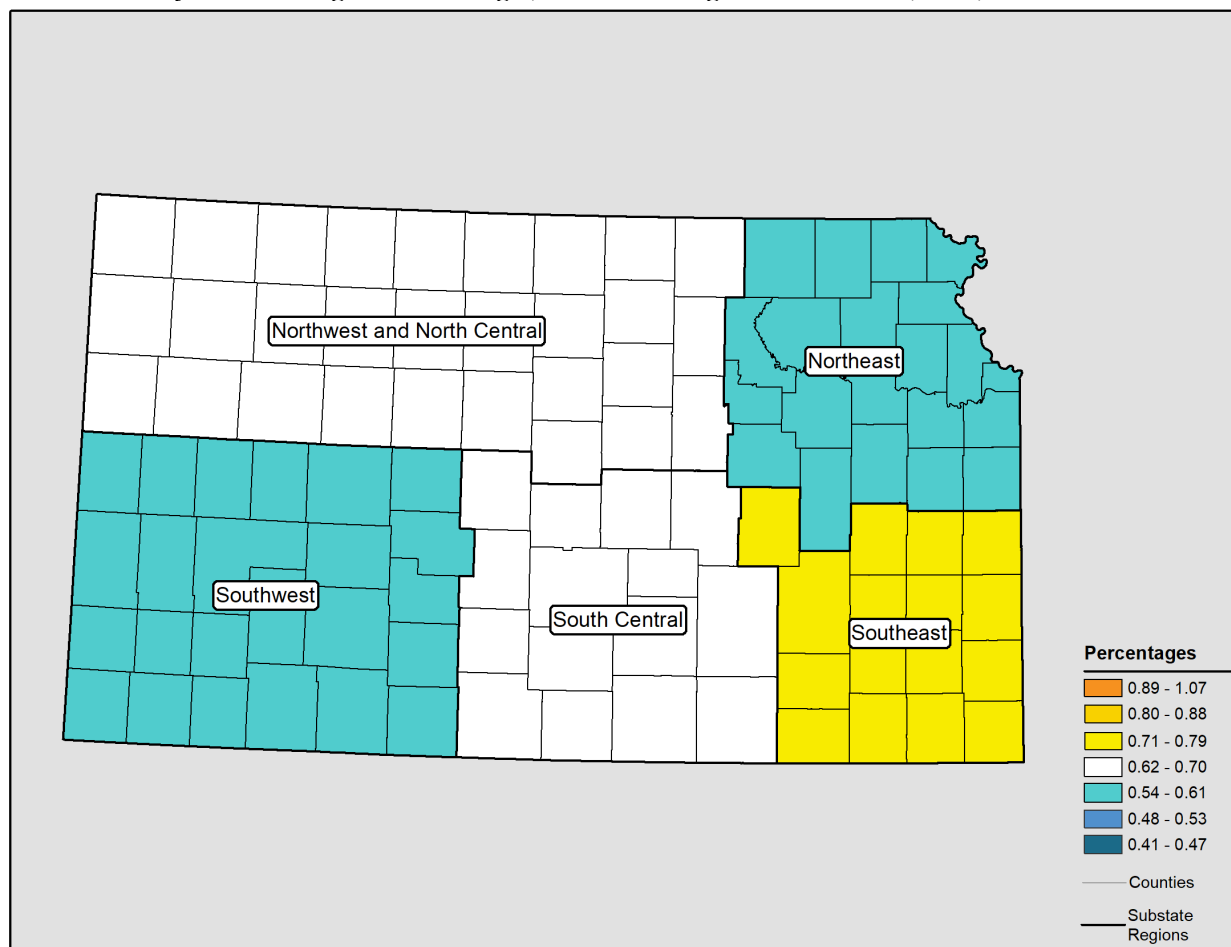 Northwest and North Central
Northeast
Southwest
South Central
Southeast
Percentages
0.89 - 1.07
0.80 - 0.88
0.71 - 0.79
0.62 - 0.70
0.54 - 0.61
0.48 - 0.53
0.41 - 0.47
Counties
Substate
Regions